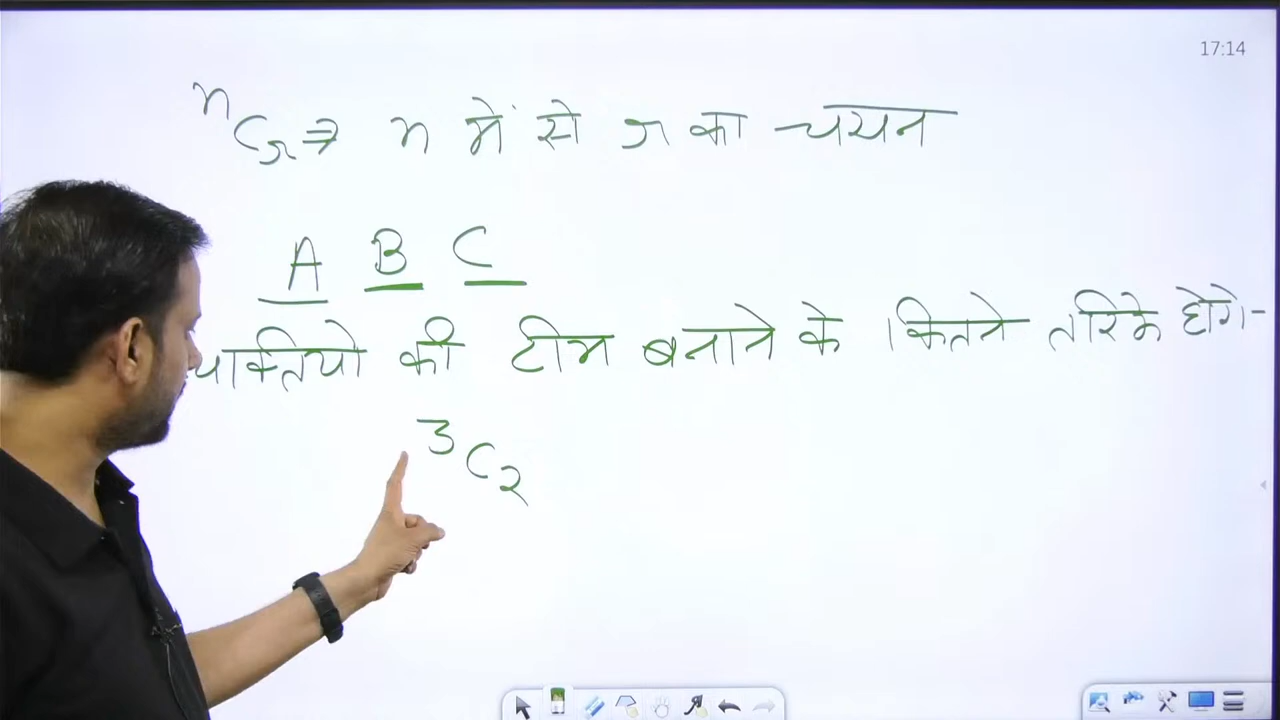 17:14
ⁿCᵣ ⇒ n में से r का चयन
A B C
व्यक्तियो की टीम बनाने के कितने तरिके होगे-
³C₂